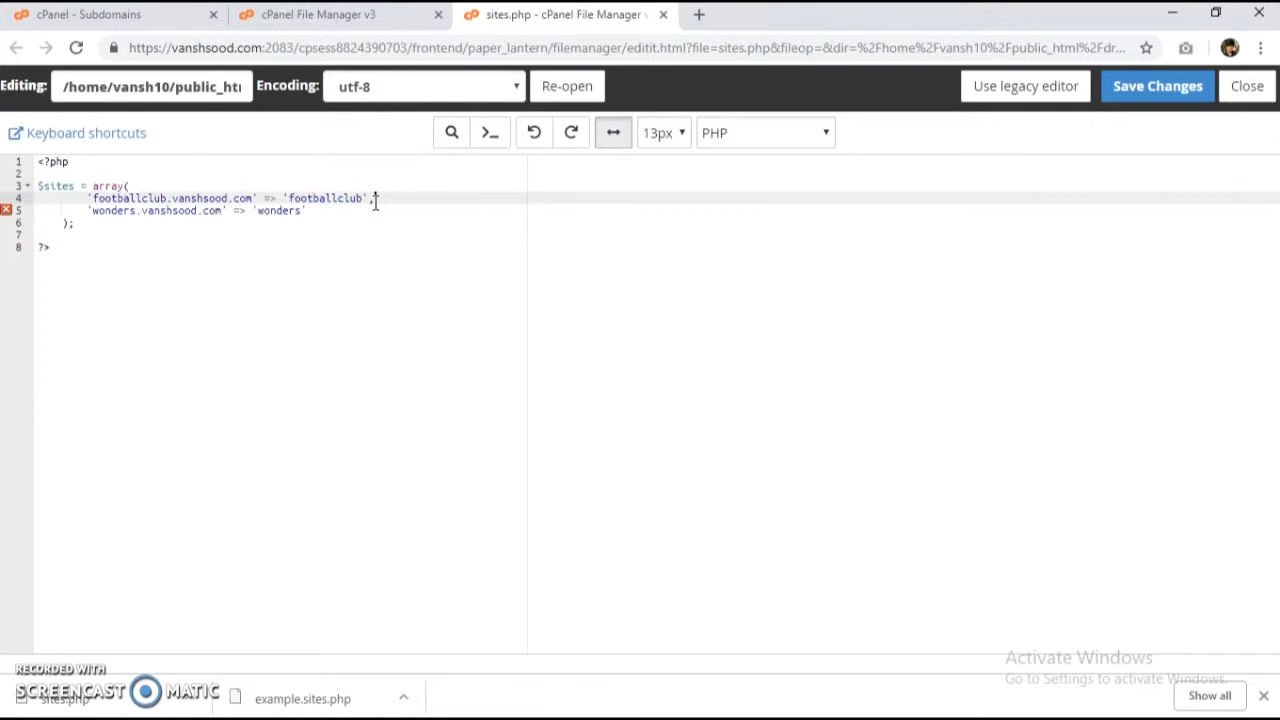 cPanel - Subdomains
cPanel File Manager v3
sites.php - cPanel File Manager
https://vanshsood.com:2083/cpsess8824390703/frontend/paper_lantern/filemanager/editit.html?file=sites.php&fileop=&dir=%2Fhome%2Fvansh10%2Fpublic_html%2Fdr...
Editing:
/home/vansh10/public_htı
Encoding:
utf-8
Re-open
Use legacy editor
Save Changes
Close
Keyboard shortcuts
13px
PHP
1 <?php
2
3 $sites = array(
4 'footballclub.vanshsood.com' => 'footballclub',
5 'wonders.vanshsood.com' => 'wonders'
6 );
7
8 ?>
Activate Windows
Go to Settings to activate Windows.
RECORDED WITH
SCREENCAST MATIC
sites.php
example.sites.php
Show all